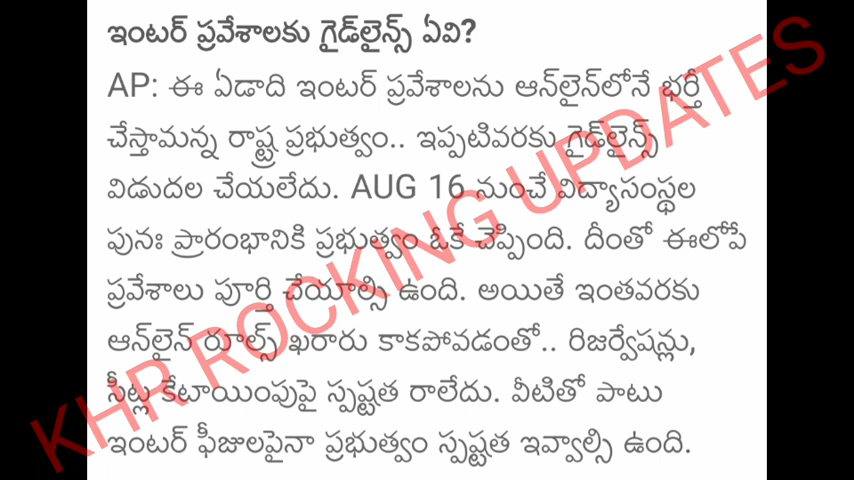 ఇంటర్ ప్రవేశాలకు గైడ్‌లైన్స్ ఏవి?
AP: ఈ ఏడాది ఇంటర్ ప్రవేశాలను ఆన్‌లైన్‌లోనే భర్తీ
చేస్తామన్న రాష్ట్ర ప్రభుత్వం.. ఇప్పటివరకు గైడ్‌లైన్స్
విడుదల చేయలేదు. AUG 16 నుంచే విద్యాసంస్థల
పునః ప్రారంభానికి ప్రభుత్వం ఓకే చెప్పింది. దీంతో ఈలోపే
ప్రవేశాలు పూర్తి చేయాల్సి ఉంది. అయితే ఇంతవరకు
ఆన్‌లైన్ రూల్స్ ఖరారు కాకపోవడంతో.. రిజర్వేషన్లు,
సీట్ల కేటాయింపుపై స్పష్టత రాలేదు. వీటితో పాటు
ఇంటర్ ఫీజులపైనా ప్రభుత్వం స్పష్టత ఇవ్వాల్సి ఉంది.
KHR ROCKING UPDATES